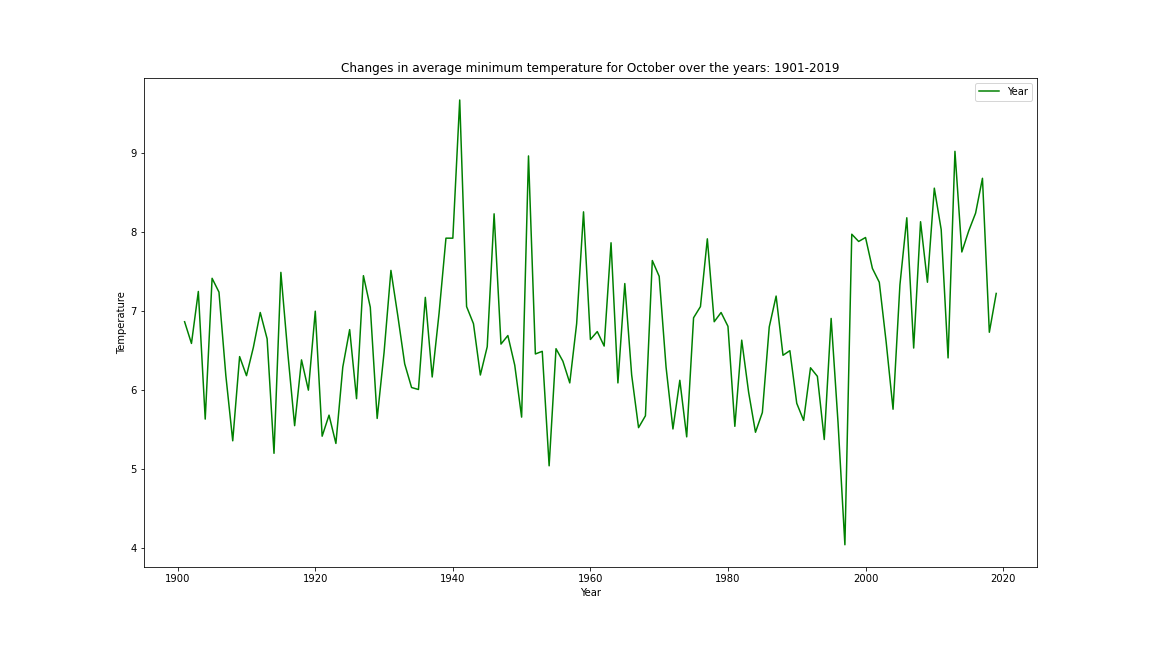 Changes in average minimum temperature for October over the years: 1901-2019
Year
9
8
7
6
5
4
Temperature
1900 1920 1940 1960 1980 2000 2020
Year